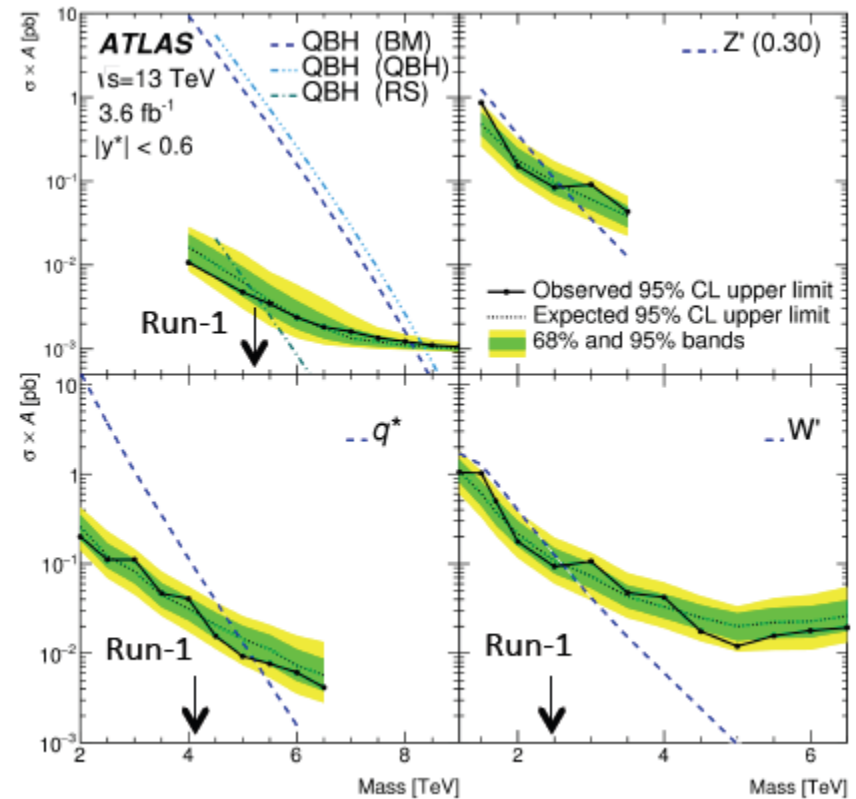 σ × A [pb]
10
1
10⁻¹
10⁻²
10⁻³
ATLAS
√s=13 TeV
3.6 fb⁻¹
|y*| < 0.6
QBH (BM)
QBH (QBH)
QBH (RS)
Run-1
Z' (0.30)
Observed 95% CL upper limit
Expected 95% CL upper limit
68% and 95% bands
σ × A [pb]
10
1
10⁻¹
10⁻²
10⁻³
q*
Run-1
2 4 6 8
Mass [TeV]
W'
Run-1
2 4 6
Mass [TeV]